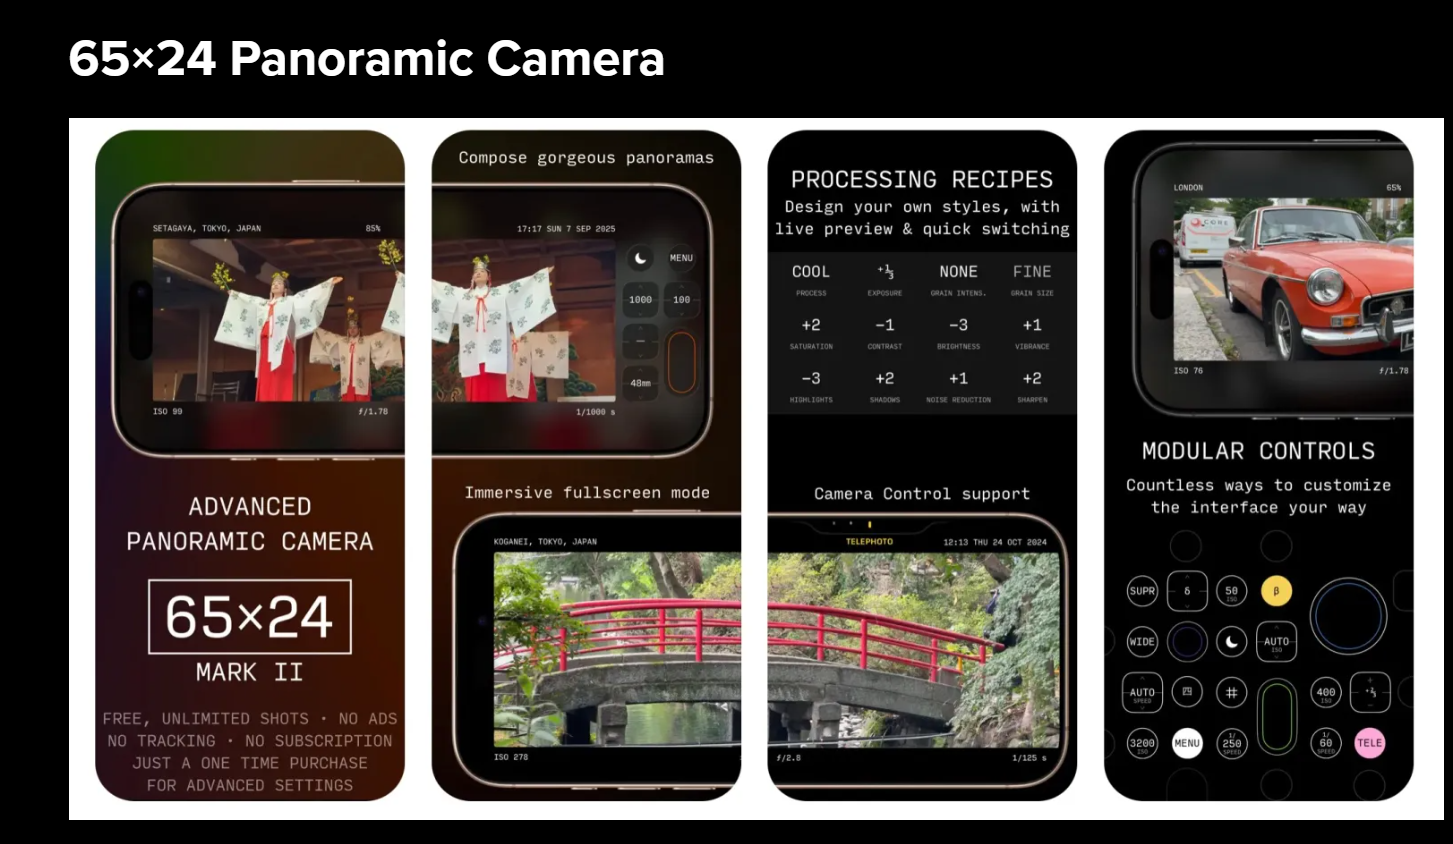 65×24 Panoramic Camera
SETAGAYA, TOKYO, JAPAN
85%
ISO 99
ƒ/1.78
ADVANCED
PANORAMIC CAMERA
65×24
MARK II
FREE, UNLIMITED SHOTS · NO ADS
NO TRACKING · NO SUBSCRIPTION
JUST A ONE TIME PURCHASE
FOR ADVANCED SETTINGS
Compose gorgeous panoramas
17:17 SUN 7 SEP 2025
MENU
1000
100
48mm
1/1000 s
Immersive fullscreen mode
KOGANEI, TOKYO, JAPAN
ISO 278
PROCESSING RECIPES
Design your own styles, with
live preview & quick switching
COOL +⅓ NONE FINE
PROCESS EXPOSURE GRAIN INTENS. GRAIN SIZE
+2 −1 −3 +1
SATURATION CONTRAST BRIGHTNESS VIBRANCE
−3 +2 +1 +2
HIGHLIGHTS SHADOWS NOISE REDUCTION SHARPEN
Camera Control support
TELEPHOTO
12:13 THU 24 OCT 2024
ƒ/2.8
1/125 s
LONDON
65%
CORE
ISO 76
ƒ/1.78
MODULAR CONTROLS
Countless ways to customize
the interface your way
SUPR δ 50 β
ISO
WIDE AUTO
ISO
AUTO # 400
SPEED ISO
3200 MENU 1/250 1/60 TELE
ISO SPEED SPEED